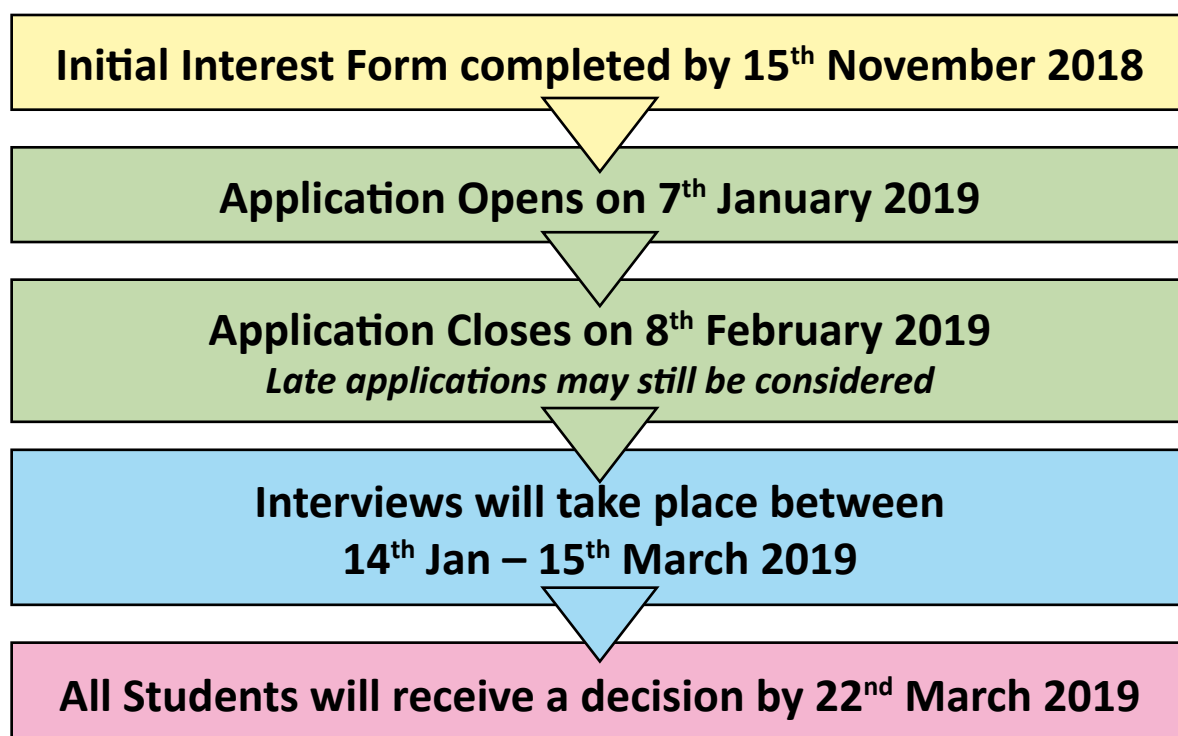 Initial Interest Form completed by 15th November 2018
Application Opens on 7th January 2019
Application Closes on 8th February 2019
Late applications may still be considered
Interviews will take place between
14th Jan – 15th March 2019
All Students will receive a decision by 22nd March 2019